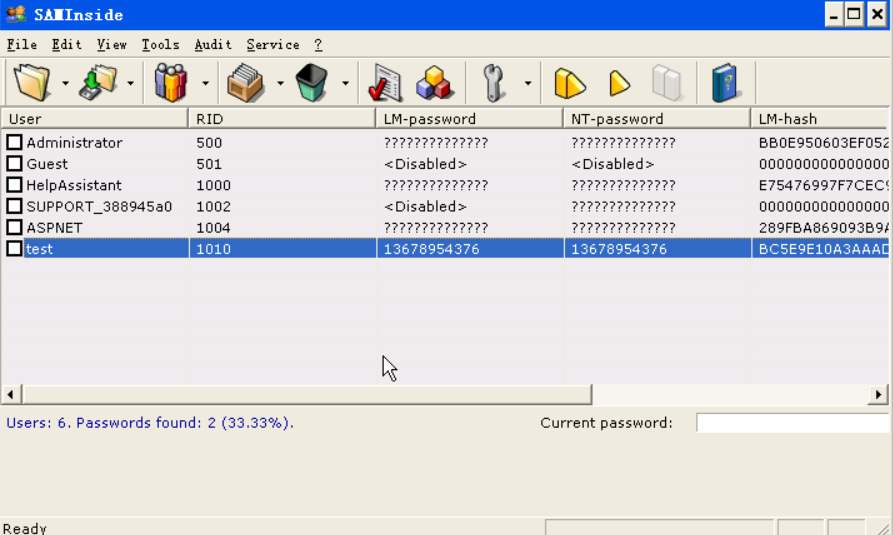 SAMInside
File Edit View Tools Audit Service ?
User RID LM-password NT-password LM-hash
Administrator 500 ?????????????? ?????????????? BB0E950603EF052
Guest 501 <Disabled> <Disabled> 000000000000000
HelpAssistant 1000 ?????????????? ?????????????? E75476997F7CEC9
SUPPORT_388945a0 1002 <Disabled> ?????????????? 000000000000000
ASPNET 1004 ?????????????? ?????????????? 289FBA869093B9A
test 1010 13678954376 13678954376 BC5E9E10A3AAAD
Users: 6. Passwords found: 2 (33.33%). Current password:
Ready